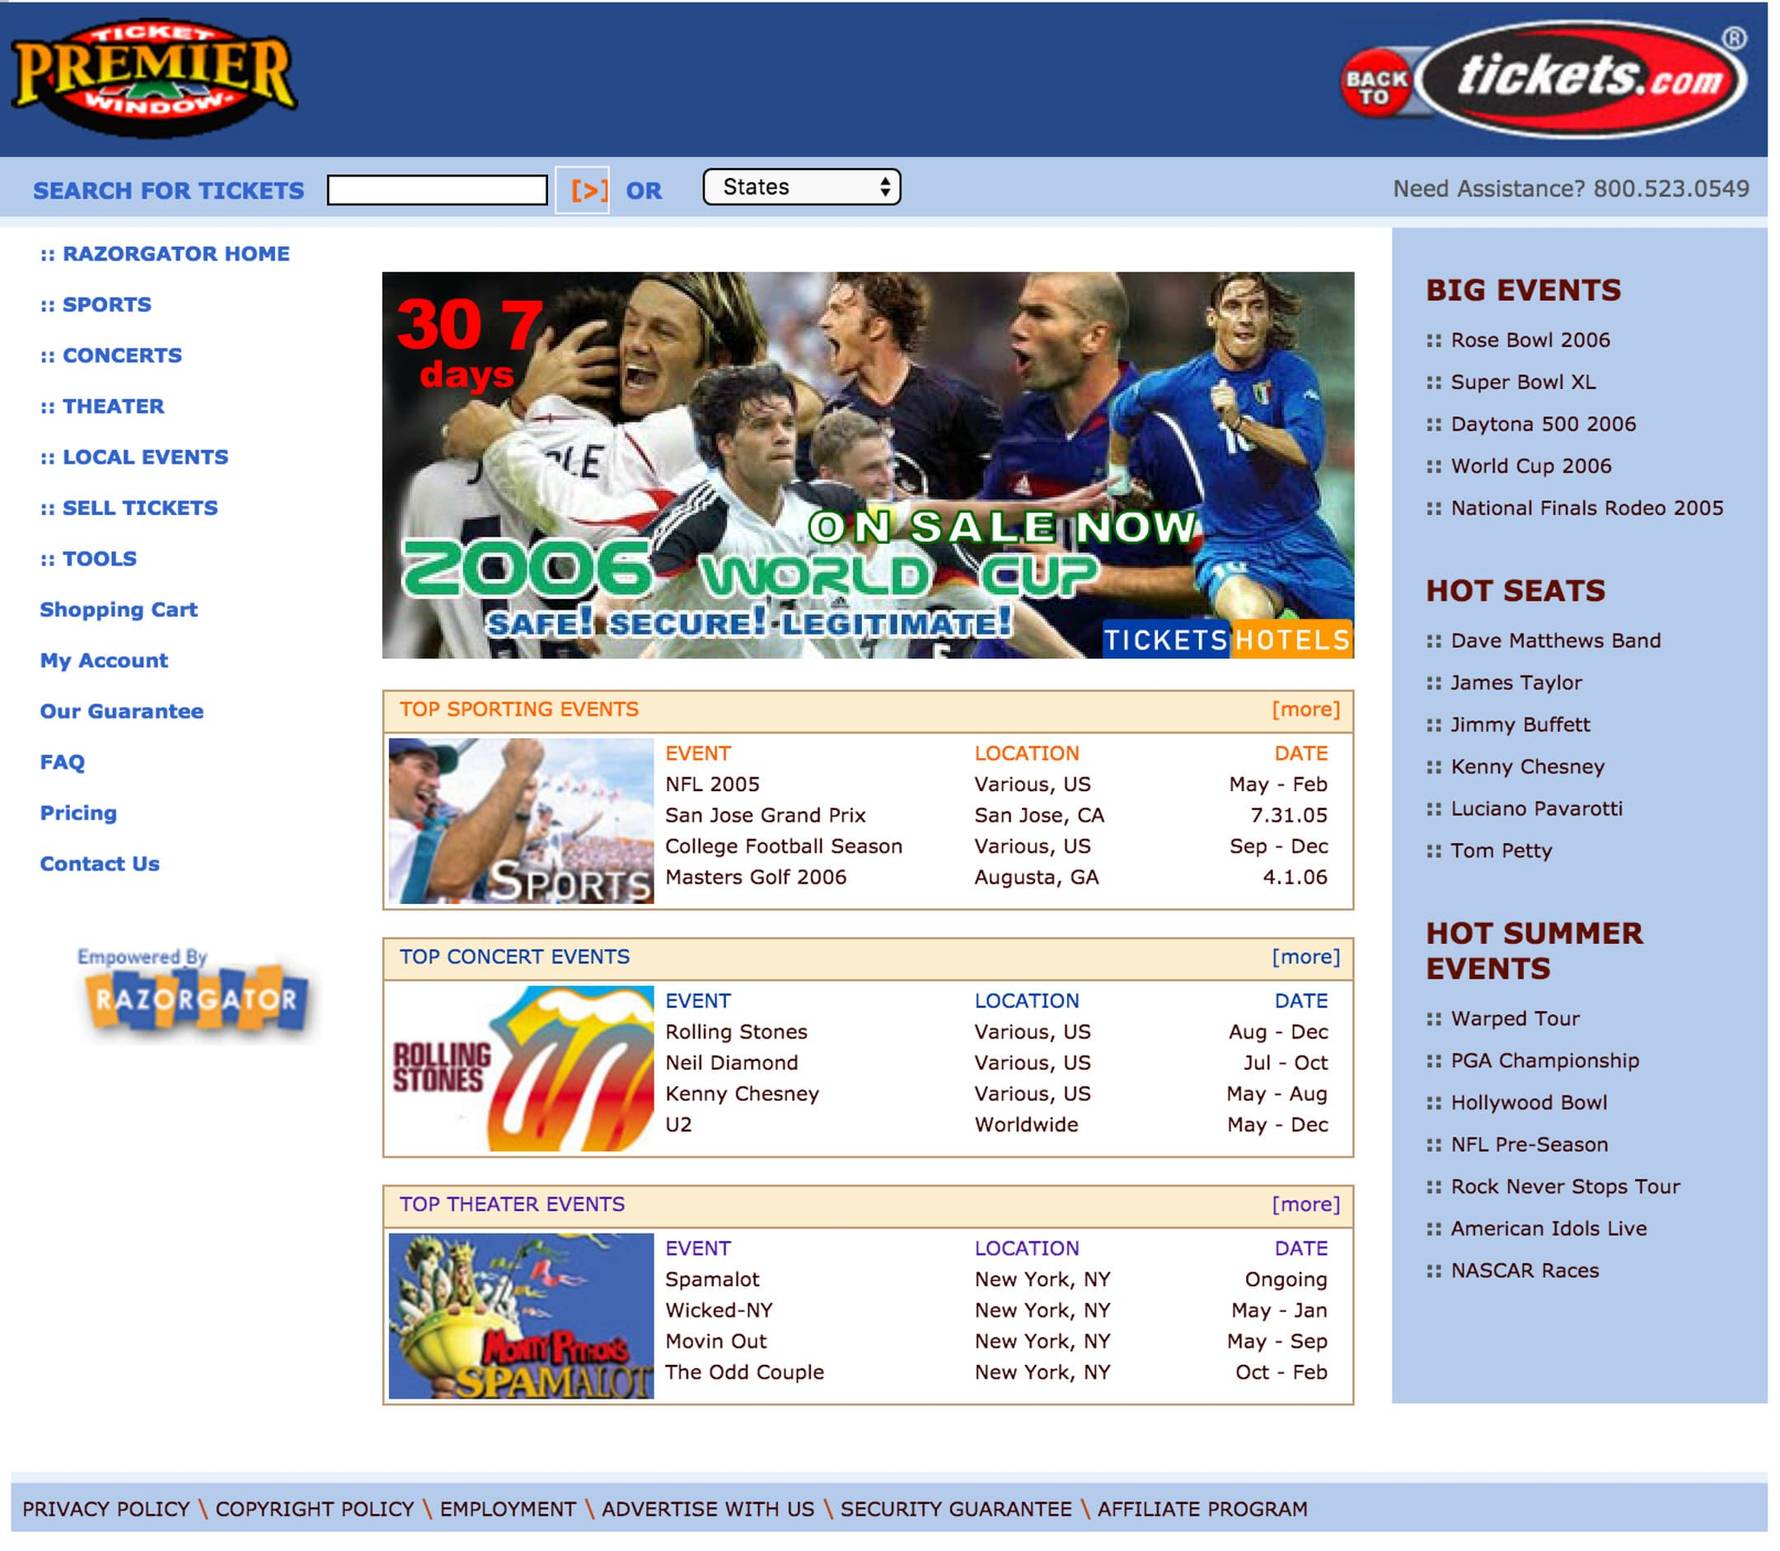 TICKET
PREMIER
WINDOW
BACK TO
tickets.com®
SEARCH FOR TICKETS [>] OR States
Need Assistance? 800.523.0549
:: RAZORGATOR HOME
:: SPORTS
:: CONCERTS
:: THEATER
:: LOCAL EVENTS
:: SELL TICKETS
:: TOOLS
Shopping Cart
My Account
Our Guarantee
FAQ
Pricing
Contact Us
Empowered By
RAZORGATOR
30 7
days
ON SALE NOW
2006 WORLD CUP
SAFE! SECURE! LEGITIMATE!
TICKETS HOTELS
TOP SPORTING EVENTS [more]
SPORTS
EVENT LOCATION DATE
NFL 2005 Various, US May - Feb
San Jose Grand Prix San Jose, CA 7.31.05
College Football Season Various, US Sep - Dec
Masters Golf 2006 Augusta, GA 4.1.06
TOP CONCERT EVENTS [more]
ROLLING
STONES
EVENT LOCATION DATE
Rolling Stones Various, US Aug - Dec
Neil Diamond Various, US Jul - Oct
Kenny Chesney Various, US May - Aug
U2 Worldwide May - Dec
TOP THEATER EVENTS [more]
MONTY PYTHON'S
SPAMALOT
EVENT LOCATION DATE
Spamalot New York, NY Ongoing
Wicked-NY New York, NY May - Jan
Movin Out New York, NY May - Sep
The Odd Couple New York, NY Oct - Feb
BIG EVENTS
:: Rose Bowl 2006
:: Super Bowl XL
:: Daytona 500 2006
:: World Cup 2006
:: National Finals Rodeo 2005
HOT SEATS
:: Dave Matthews Band
:: James Taylor
:: Jimmy Buffett
:: Kenny Chesney
:: Luciano Pavarotti
:: Tom Petty
HOT SUMMER
EVENTS
:: Warped Tour
:: PGA Championship
:: Hollywood Bowl
:: NFL Pre-Season
:: Rock Never Stops Tour
:: American Idols Live
:: NASCAR Races
PRIVACY POLICY \ COPYRIGHT POLICY \ EMPLOYMENT \ ADVERTISE WITH US \ SECURITY GUARANTEE \ AFFILIATE PROGRAM